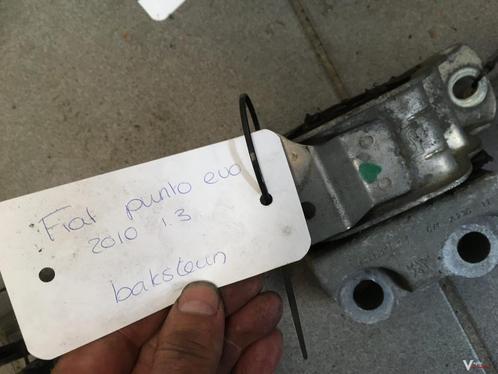 Fiat punto evo
2010 1.3
baksteun